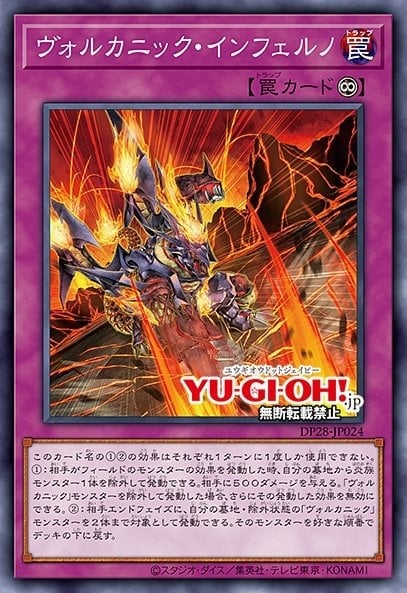 ヴォルカニック・インフェルノ
トラップ
罠
トラップ
【罠カード】
ユウギオウドットジェイピー
YU-GI-OH!.jp
無断転載禁止
DP28-JP024
このカード名の①②の効果はそれぞれ1ターンに1度しか使用できない。
①:相手がフィールドのモンスターの効果を発動した時、自分の墓地から炎族
モンスター1体を除外して発動できる。相手に500ダメージを与える。「ヴォル
カニック」モンスターを除外して発動した場合、さらにその発動した効果を無効に
できる。②:相手エンドフェイズに、自分の墓地・除外状態の「ヴォルカニック」
モンスターを2体まで対象として発動できる。そのモンスターを好きな順番で
デッキの下に戻す。
©スタジオ・ダイス/集英社・テレビ東京・KONAMI